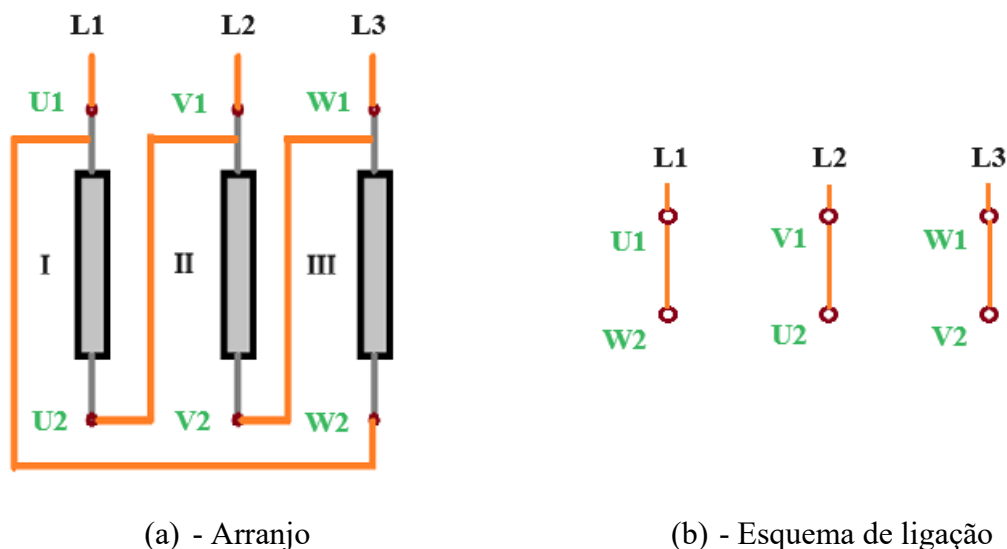 L1 L2 L3
U1 V1 W1
I II III
U2 V2 W2
L1 L2 L3
U1 V1 W1
W2 U2 V2
(a) - Arranjo
(b) - Esquema de ligação